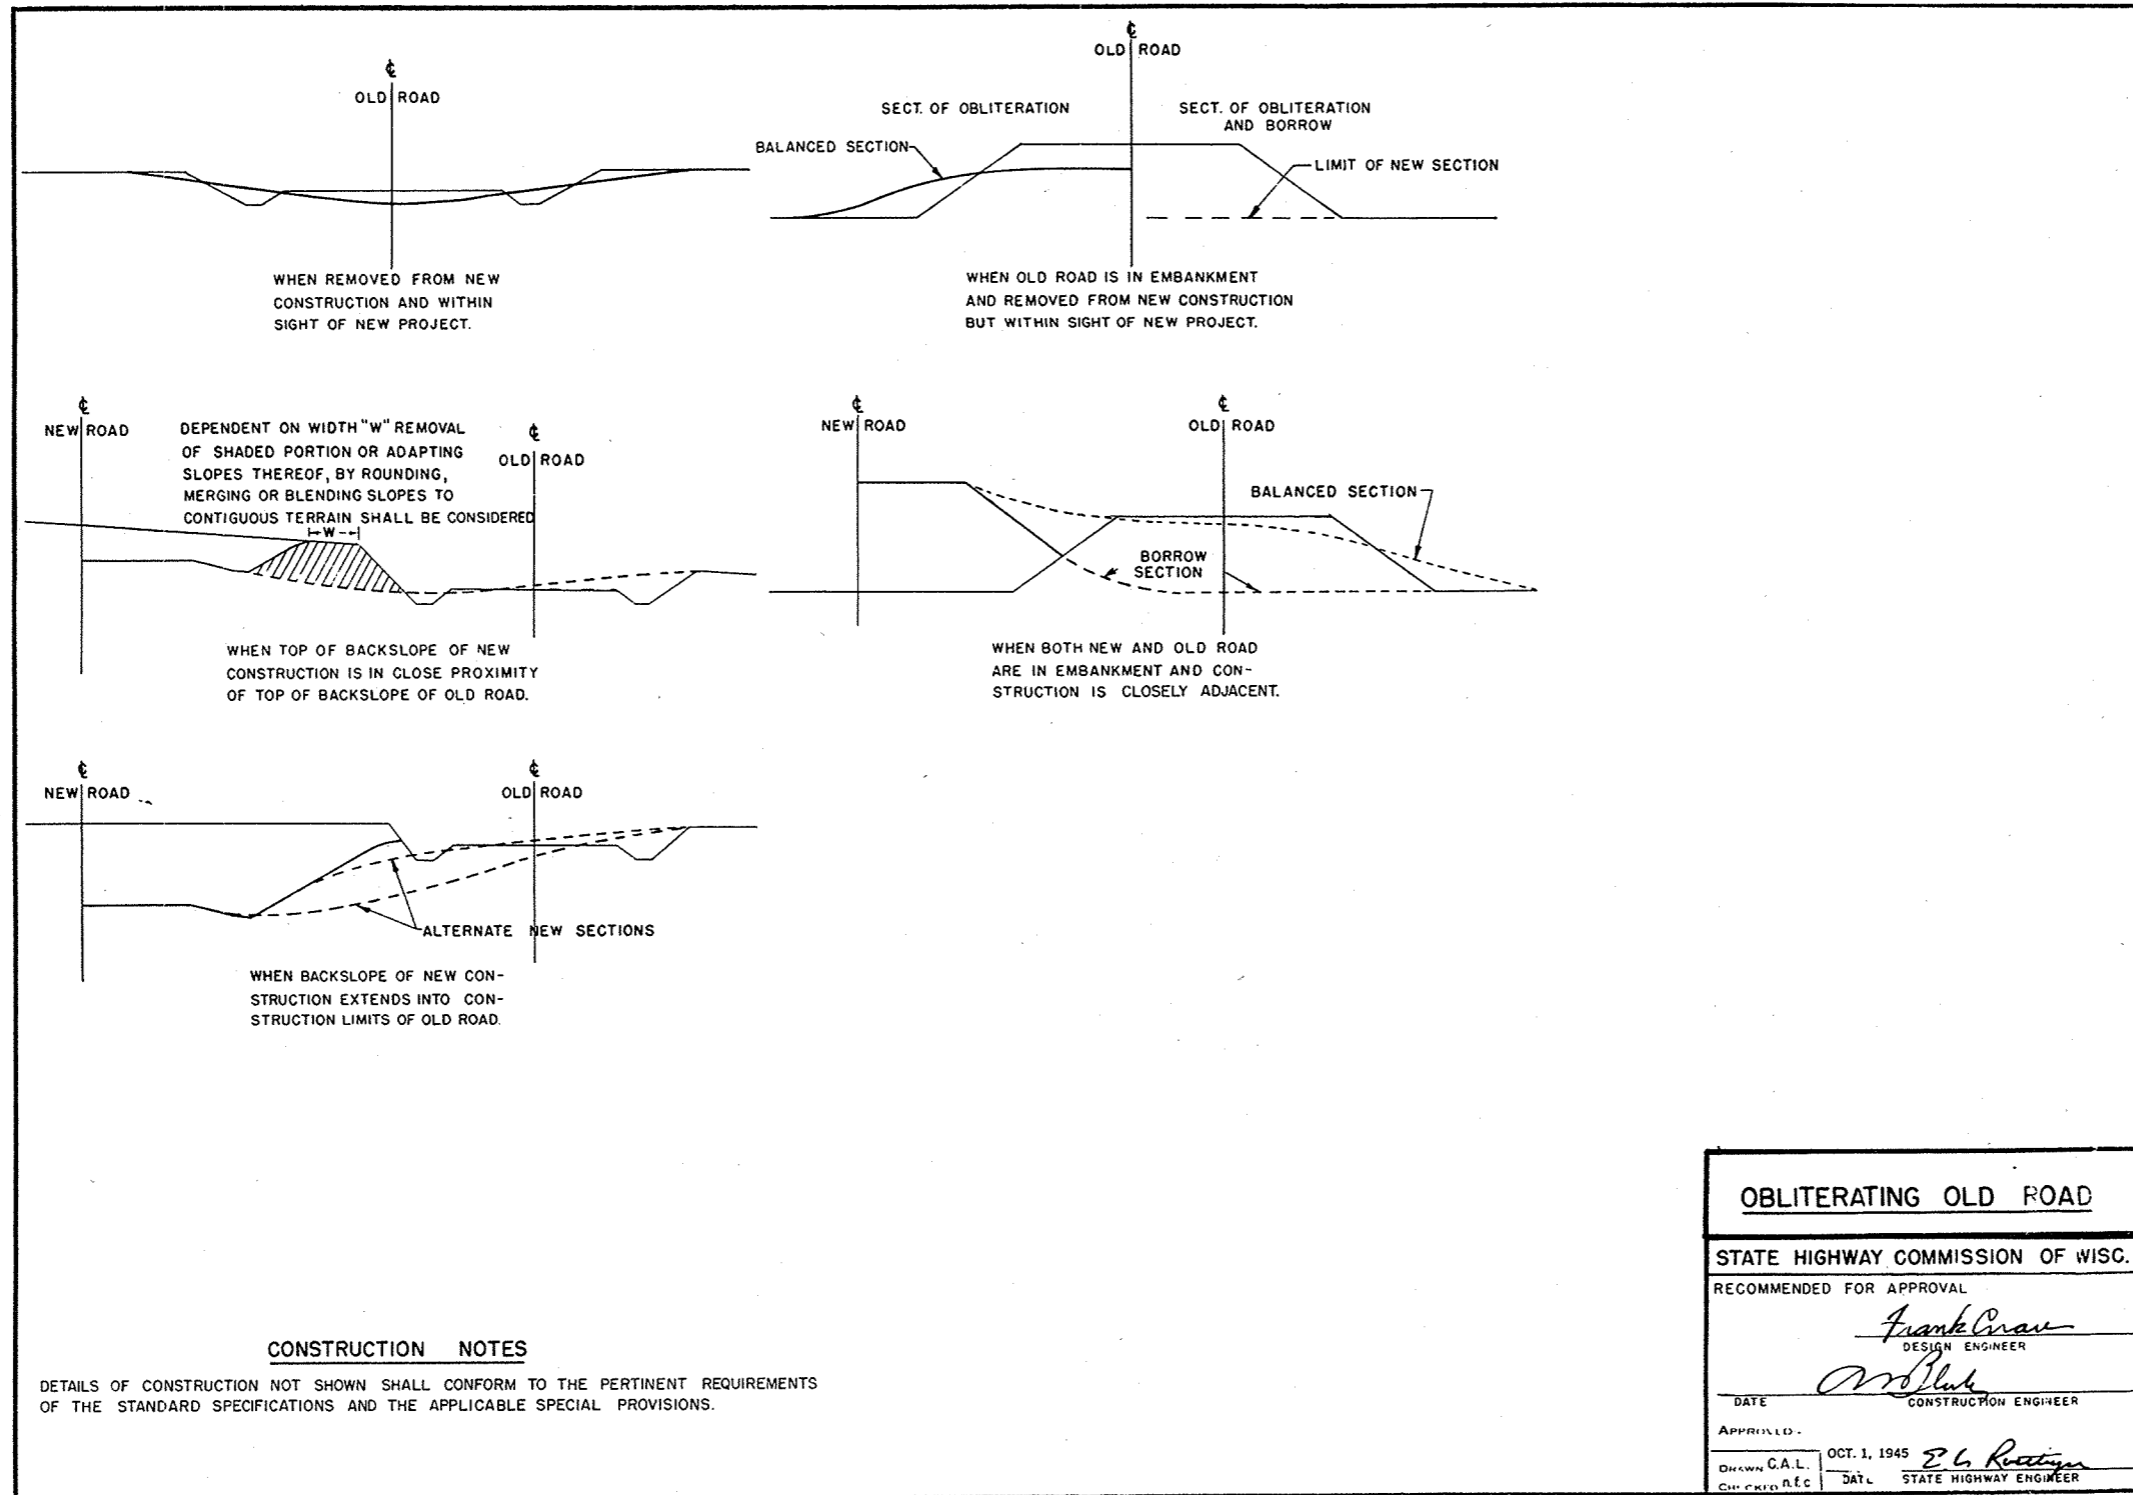 ℄
OLD ROAD
WHEN REMOVED FROM NEW
CONSTRUCTION AND WITHIN
SIGHT OF NEW PROJECT.
℄
OLD ROAD
SECT. OF OBLITERATION
SECT. OF OBLITERATION
AND BORROW
BALANCED SECTION
LIMIT OF NEW SECTION
WHEN OLD ROAD IS IN EMBANKMENT
AND REMOVED FROM NEW CONSTRUCTION
BUT WITHIN SIGHT OF NEW PROJECT.
℄
NEW ROAD
DEPENDENT ON WIDTH "W" REMOVAL
OF SHADED PORTION OR ADAPTING
SLOPES THEREOF, BY ROUNDING,
MERGING OR BLENDING SLOPES TO
CONTIGUOUS TERRAIN SHALL BE CONSIDERED
W
℄
OLD ROAD
WHEN TOP OF BACKSLOPE OF NEW
CONSTRUCTION IS IN CLOSE PROXIMITY
OF TOP OF BACKSLOPE OF OLD ROAD.
℄
NEW ROAD
℄
OLD ROAD
BALANCED SECTION
BORROW
SECTION
WHEN BOTH NEW AND OLD ROAD
ARE IN EMBANKMENT AND CON-
STRUCTION IS CLOSELY ADJACENT.
℄
NEW ROAD
℄
OLD ROAD
ALTERNATE NEW SECTIONS
WHEN BACKSLOPE OF NEW CON-
STRUCTION EXTENDS INTO CON-
STRUCTION LIMITS OF OLD ROAD.
CONSTRUCTION NOTES
DETAILS OF CONSTRUCTION NOT SHOWN SHALL CONFORM TO THE PERTINENT REQUIREMENTS
OF THE STANDARD SPECIFICATIONS AND THE APPLICABLE SPECIAL PROVISIONS.
OBLITERATING OLD ROAD
STATE HIGHWAY COMMISSION OF WISC.
RECOMMENDED FOR APPROVAL
Frank
DESIGN ENGINEER
DATE CONSTRUCTION ENGINEER
APPROVED
DRAWN C.A.L.
CHECKED
OCT. 1, 1945
DATE STATE HIGHWAY ENGINEER